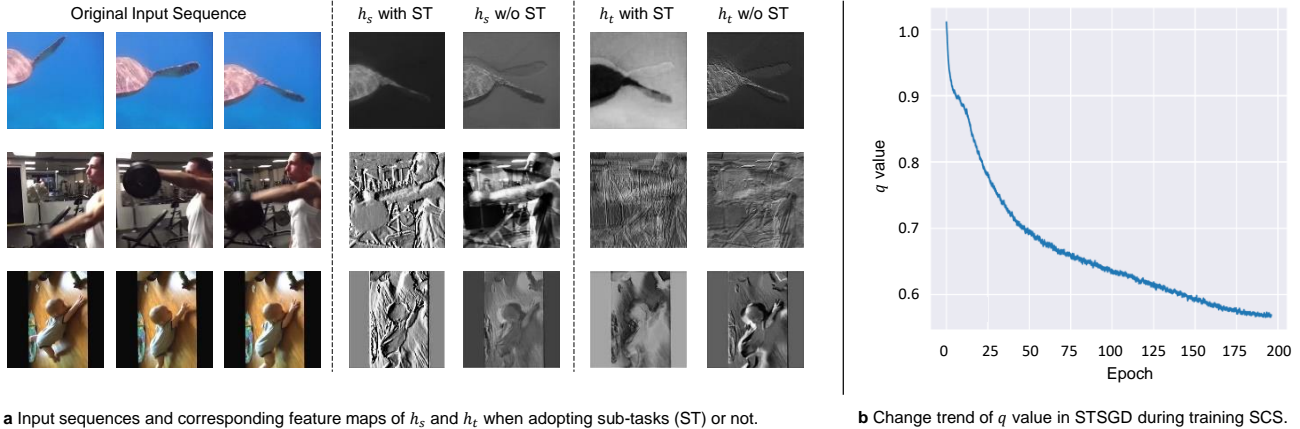 Original Input Sequence
h_s with ST
h_s w/o ST
h_t with ST
h_t w/o ST
a Input sequences and corresponding feature maps of h_s and h_t when adopting sub-tasks (ST) or not.
1.0
0.9
0.8
0.7
0.6
q value
0 25 50 75 100 125 150 175 200
Epoch
b Change trend of q value in STSGD during training SCS.